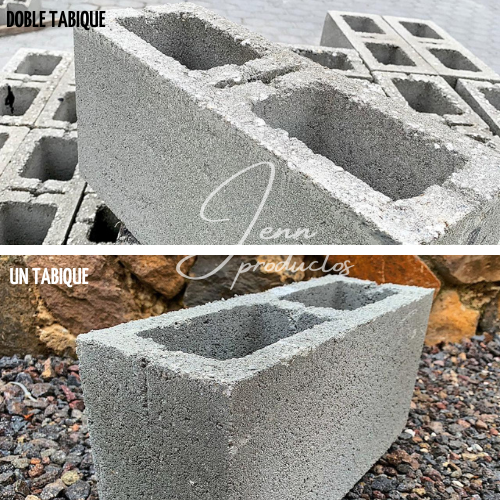 DOBLE TABIQUE
Jenn
productos
UN TABIQUE